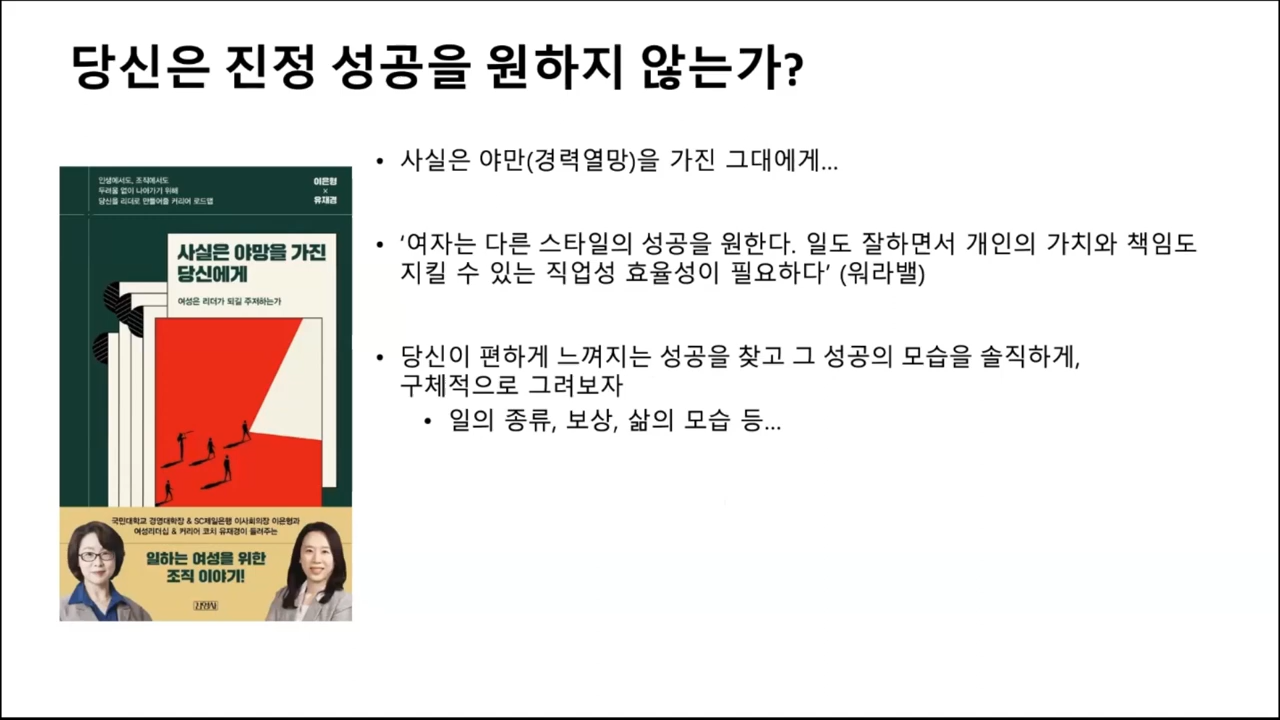 당신은 진정 성공을 원하지 않는가?
• 사실은 야만(경력열망)을 가진 그대에게...
• ‘여자는 다른 스타일의 성공을 원한다. 일도 잘하면서 개인의 가치와 책임도
지킬 수 있는 직업성 효율성이 필요하다’ (워라밸)
• 당신이 편하게 느껴지는 성공을 찾고 그 성공의 모습을 솔직하게,
구체적으로 그려보자
• 일의 종류, 보상, 삶의 모습 등...
인생에서도, 조직에서도
두려움 없이 나아가기 위해
당신을 리더로 만들어줄 커리어 로드맵
이은형
×
유재경
사실은 야망을 가진
당신에게
여성은 리더가 되길 주저하는가
국민대학교 경영대학장 & SC제일은행 이사회의장 이은형과
여성리더십 & 커리어 코치 유재경이 들려주는
일하는 여성을 위한
조직 이야기!
김영사